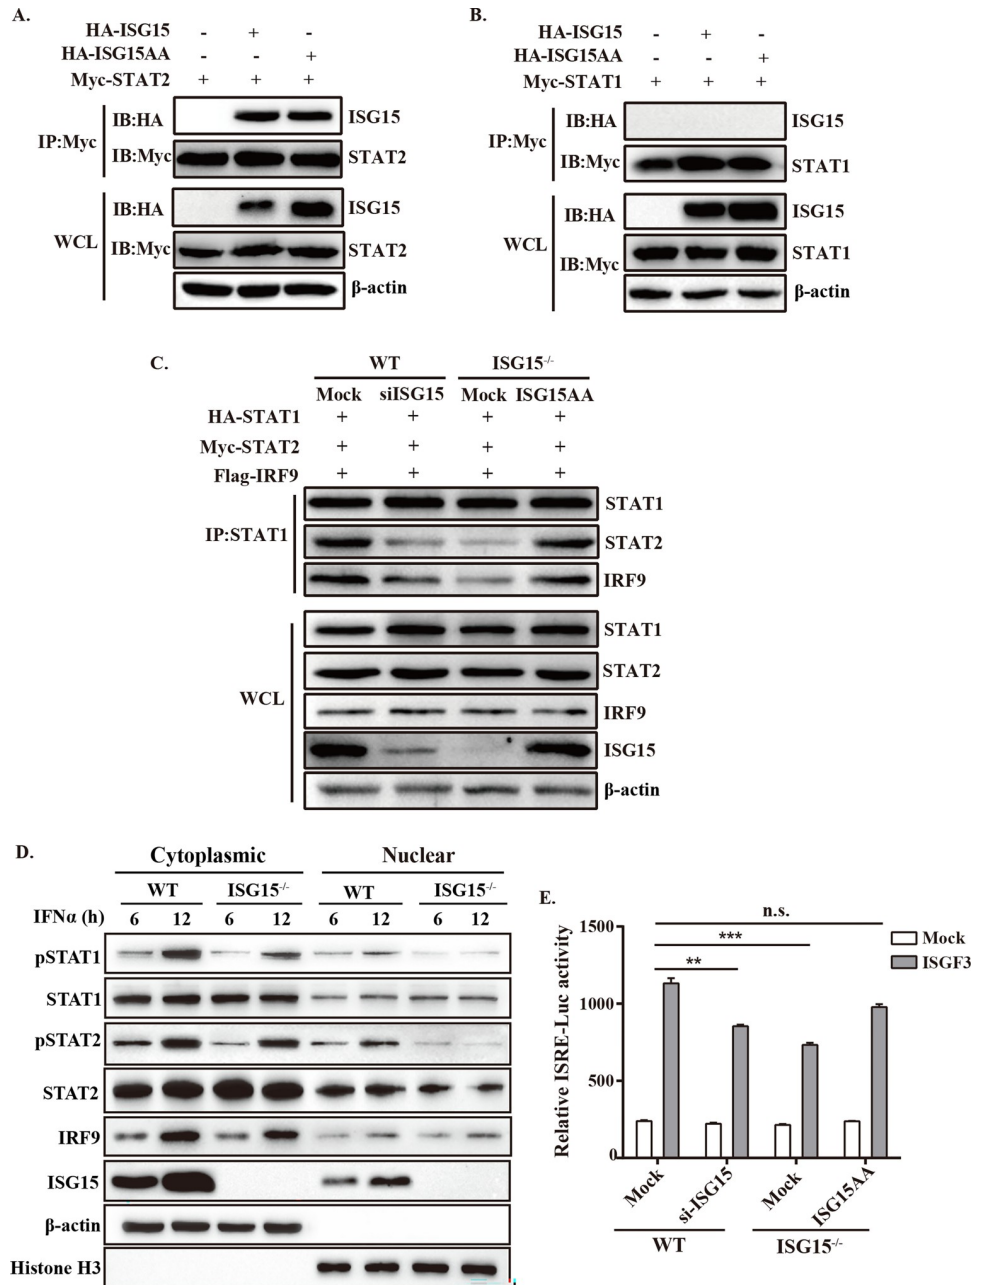 A.
HA-ISG15 - + -
HA-ISG15AA - - +
Myc-STAT2 + + +
IP:Myc
IB:HA ISG15
IB:Myc STAT2
WCL
IB:HA ISG15
IB:Myc STAT2
β-actin
B.
HA-ISG15 - + -
HA-ISG15AA - - +
Myc-STAT1 + + +
IP:Myc
IB:HA ISG15
IB:Myc STAT1
WCL
IB:HA ISG15
IB:Myc STAT1
β-actin
C.
WT ISG15-/-
Mock siISG15 Mock ISG15AA
HA-STAT1 + + + +
Myc-STAT2 + + + +
Flag-IRF9 + + + +
IP:STAT1
STAT1
STAT2
IRF9
WCL
STAT1
STAT2
IRF9
ISG15
β-actin
D.
Cytoplasmic Nuclear
WT ISG15-/- WT ISG15-/-
IFNα (h) 6 12 6 12 6 12 6 12
pSTAT1
STAT1
pSTAT2
STAT2
IRF9
ISG15
β-actin
Histone H3
E.
Relative ISRE-Luc activity
1500
1000
500
0
n.s.
***
**
Mock
ISGF3
Mock si-ISG15 Mock ISG15AA
WT ISG15-/-